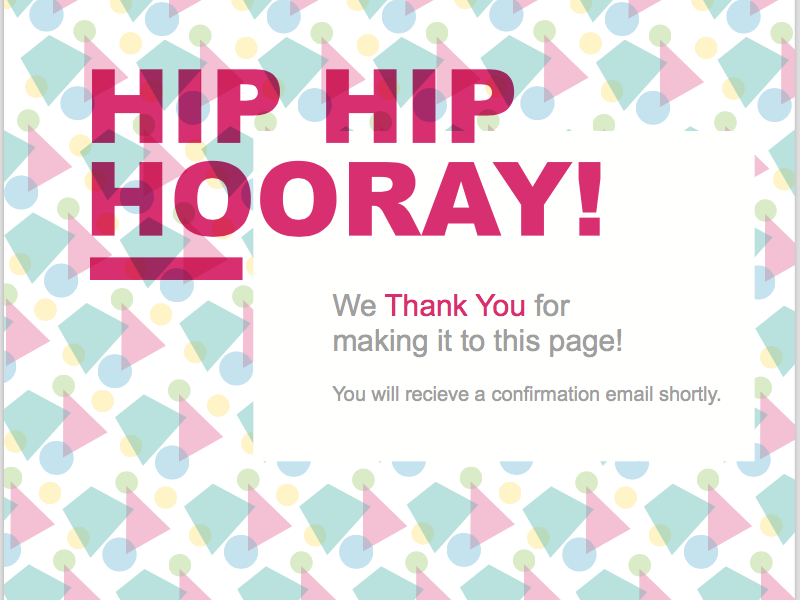 HIP HIP
HOORAY!
We Thank You for
making it to this page!
You will recieve a confirmation email shortly.